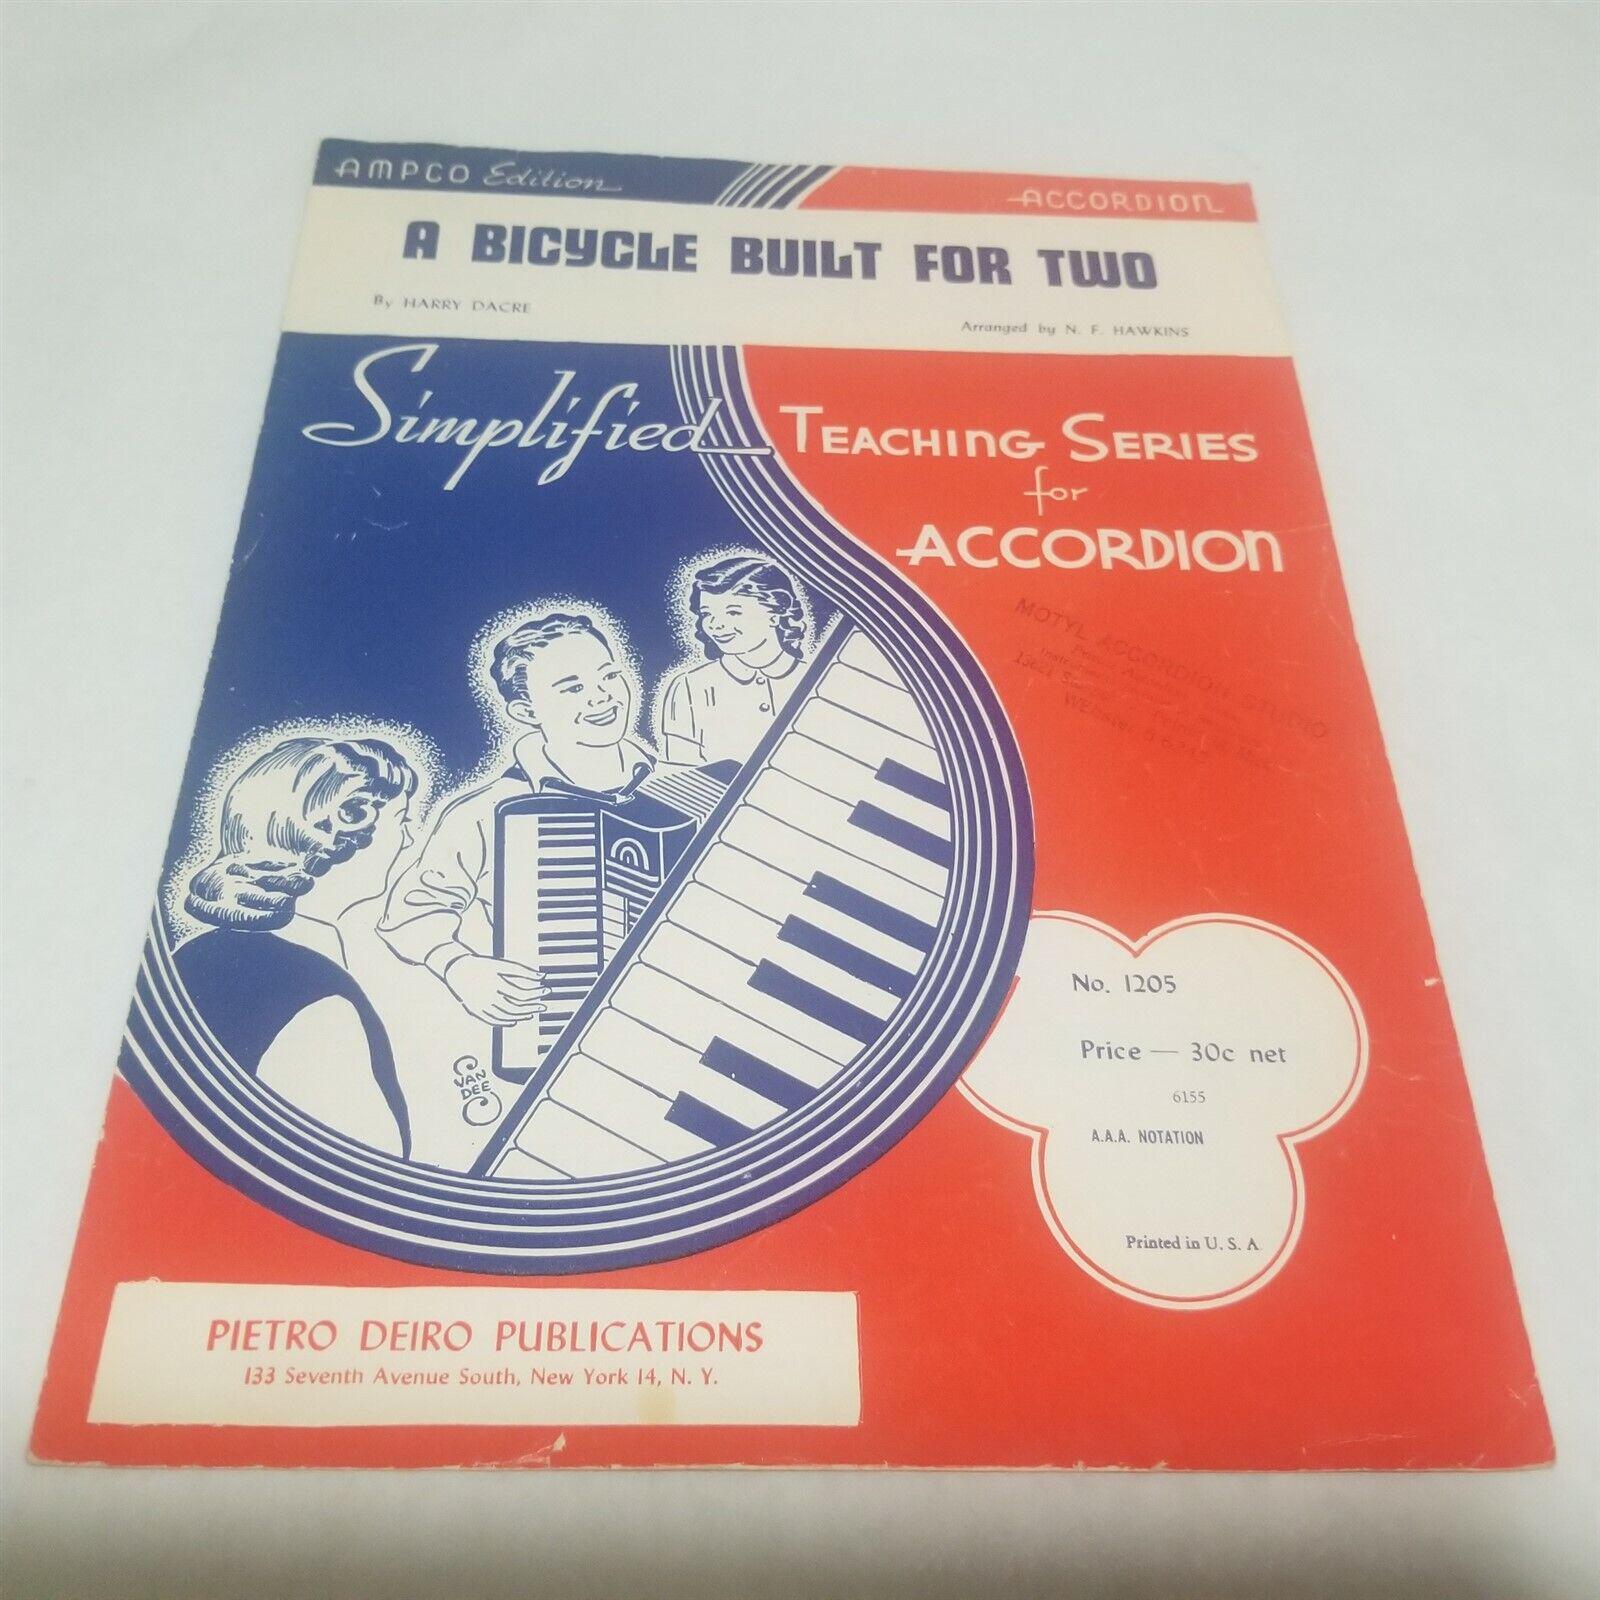 AMPCO Edition
ACCORDION
A BICYCLE BUILT FOR TWO
By HARRY DACRE
Arranged by N. F. HAWKINS
Simplified TEACHING SERIES
for
ACCORDION
MOTYL ACCORDION STUDIO
No. 1205
Price — 30c net
6155
A.A.A. NOTATION
Printed in U. S. A.
VAN
DEE
PIETRO DEIRO PUBLICATIONS
133 Seventh Avenue South, New York 14, N. Y.